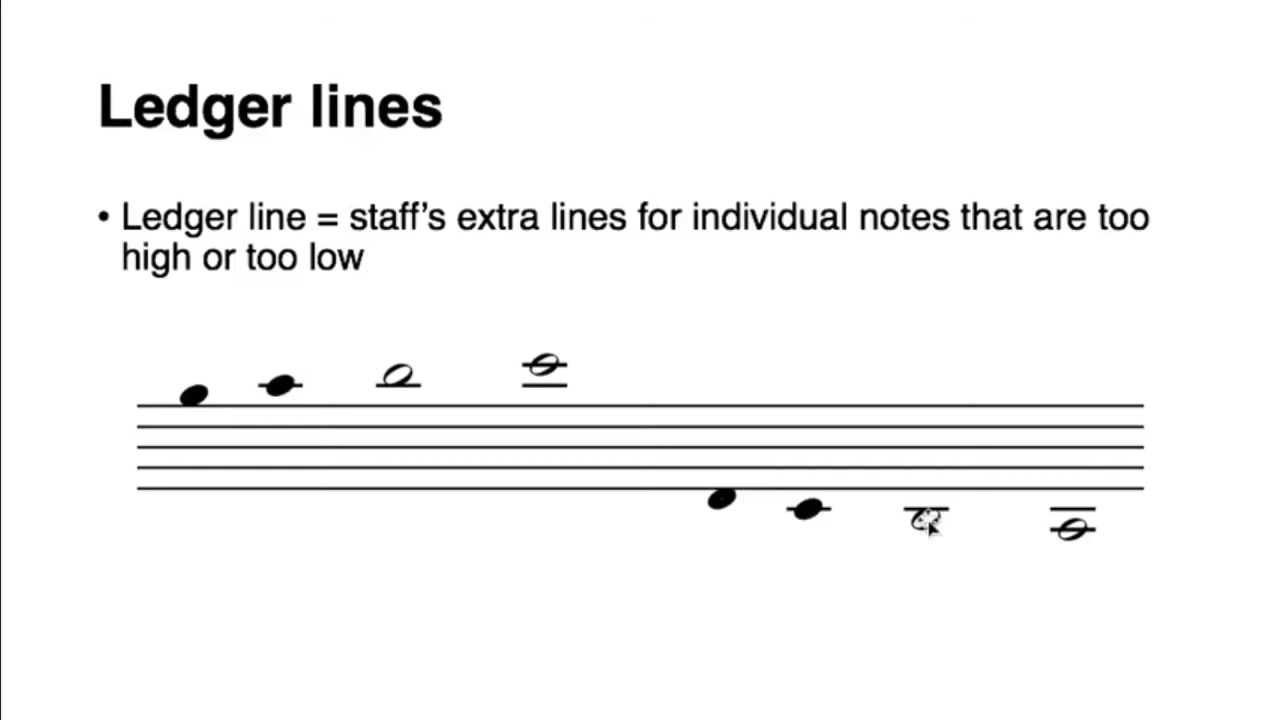 Ledger lines
• Ledger line = staff’s extra lines for individual notes that are too
high or too low